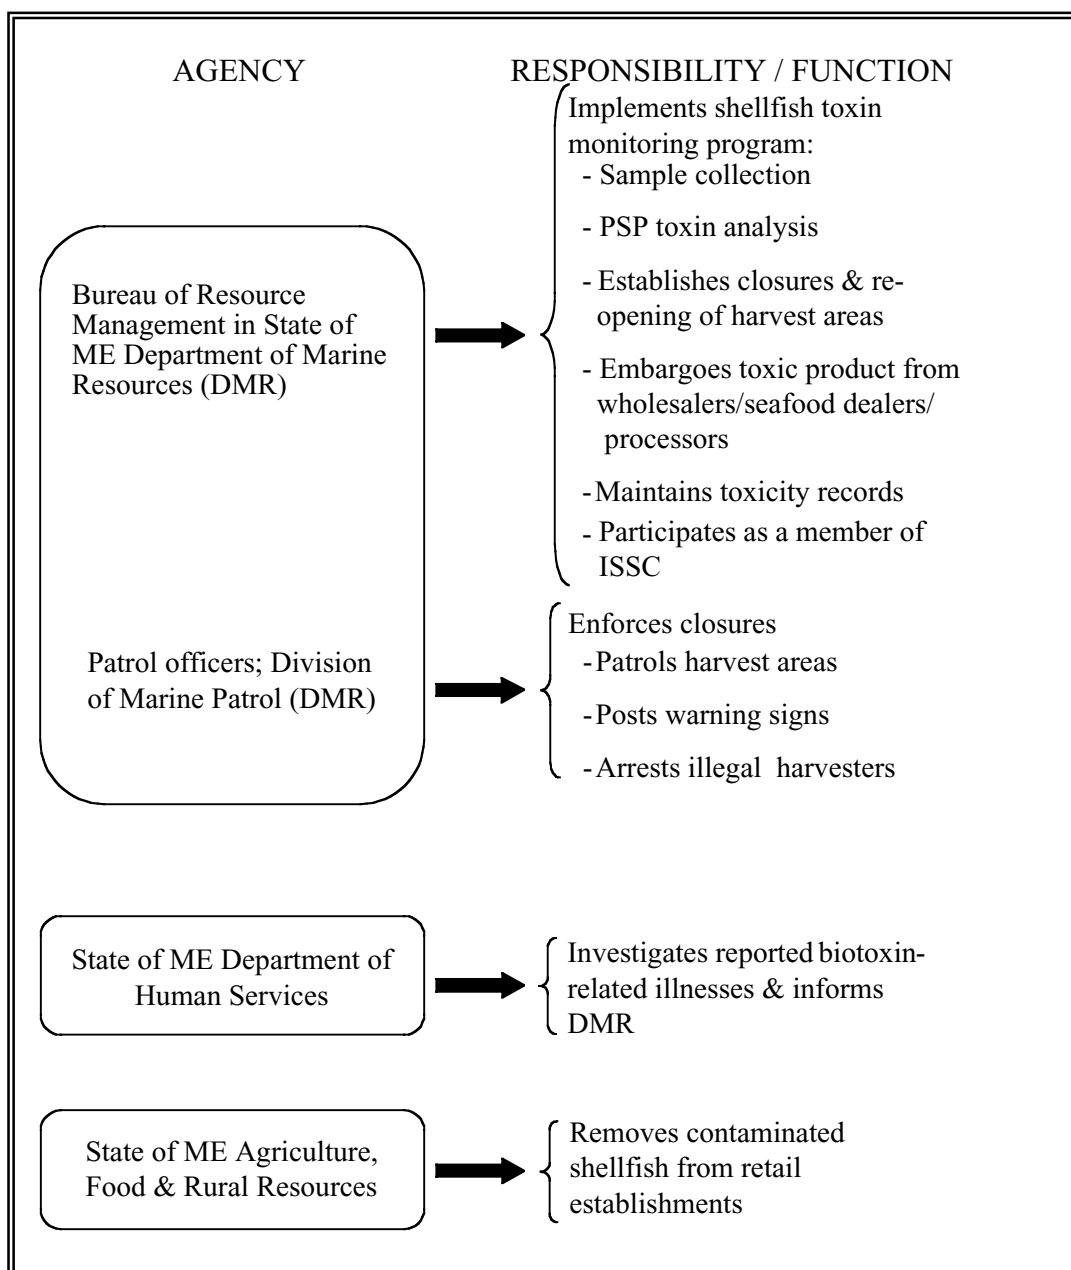 AGENCY
RESPONSIBILITY / FUNCTION
Bureau of Resource
Management in State of
ME Department of Marine
Resources (DMR)
Implements shellfish toxin
monitoring program:
- Sample collection
- PSP toxin analysis
- Establishes closures & re-
opening of harvest areas
- Embargoes toxic product from
wholesalers/seafood dealers/
processors
- Maintains toxicity records
- Participates as a member of
ISSC
Patrol officers; Division
of Marine Patrol (DMR)
Enforces closures
- Patrols harvest areas
- Posts warning signs
- Arrests illegal harvesters
State of ME Department of
Human Services
Investigates reported biotoxin-
related illnesses & informs
DMR
State of ME Agriculture,
Food & Rural Resources
Removes contaminated
shellfish from retail
establishments